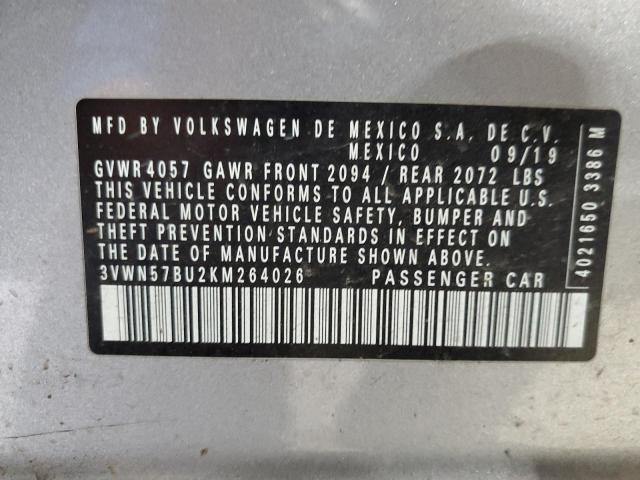 MFD BY VOLKSWAGEN DE MEXICO S.A. DE C.V.
MEXICO 09/19
GVWR 4057 GAWR FRONT 2094 / REAR 2072 LBS
THIS VEHICLE CONFORMS TO ALL APPLICABLE U.S.
FEDERAL MOTOR VEHICLE SAFETY, BUMPER AND
THEFT PREVENTION STANDARDS IN EFFECT ON
THE DATE OF MANUFACTURE SHOWN ABOVE.
3VWN57BU2KM264026 PASSENGER CAR
4021650 3386 M